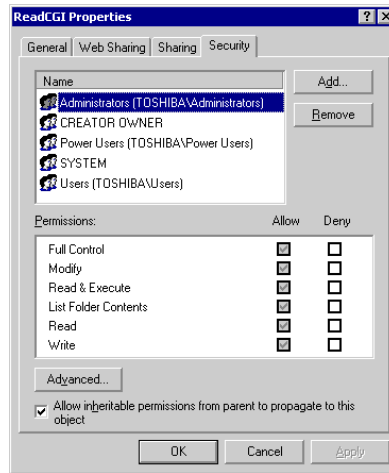 ReadCGI Properties
General Web Sharing Sharing Security
Name
Administrators (TOSHIBA\Administrators)
CREATOR OWNER
Power Users (TOSHIBA\Power Users)
SYSTEM
Users (TOSHIBA\Users)
Add...
Remove
Permissions: Allow Deny
Full Control
Modify
Read & Execute
List Folder Contents
Read
Write
Advanced...
Allow inheritable permissions from parent to propagate to this
object
OK Cancel Apply